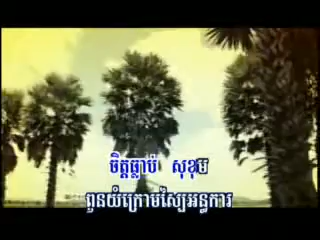 ចិត្តធ្លាប់ សុខុម
ពួនយំក្រោមស្បៃអន្ធការ